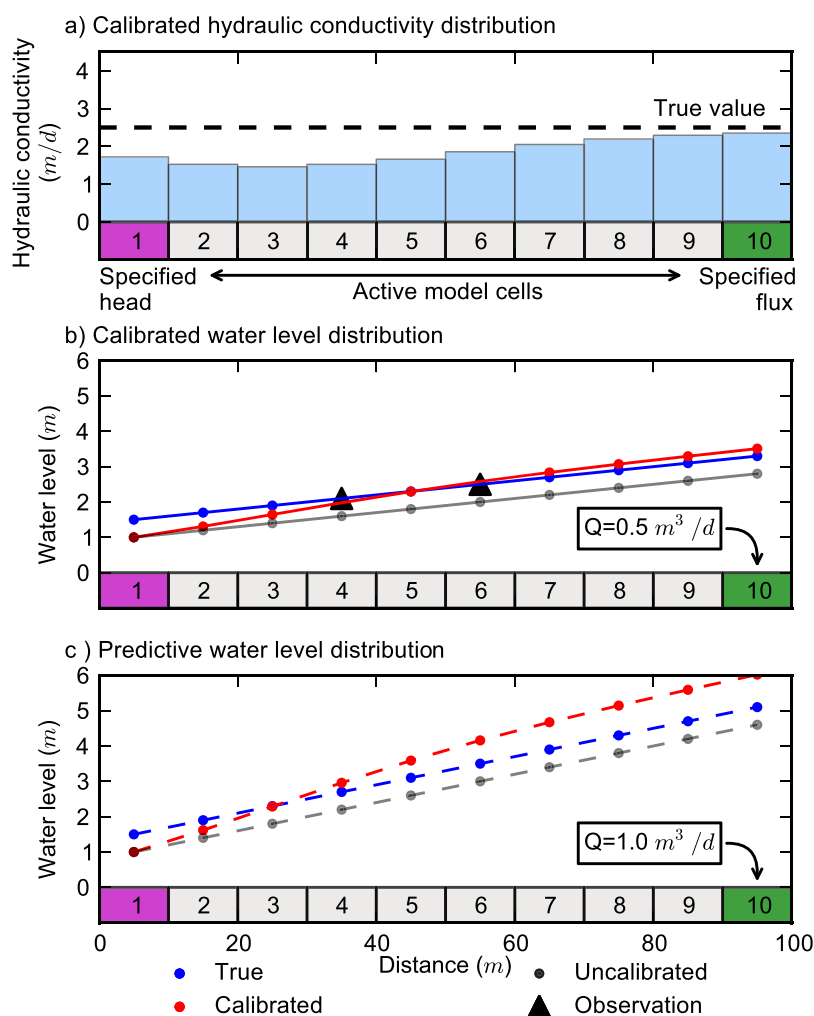 a) Calibrated hydraulic conductivity distribution
Hydraulic conductivity
(m/d)
4
3
2
1
0
True value
1 2 3 4 5 6 7 8 9 10
Specified
head
Active model cells
Specified
flux
b) Calibrated water level distribution
Water level (m)
6
5
4
3
2
1
0
Q=0.5 m³ /d
1 2 3 4 5 6 7 8 9 10
c ) Predictive water level distribution
Water level (m)
6
5
4
3
2
1
0
Q=1.0 m³ /d
1 2 3 4 5 6 7 8 9 10
0 20 40 60 80 100
Distance (m)
True
Calibrated
Uncalibrated
Observation